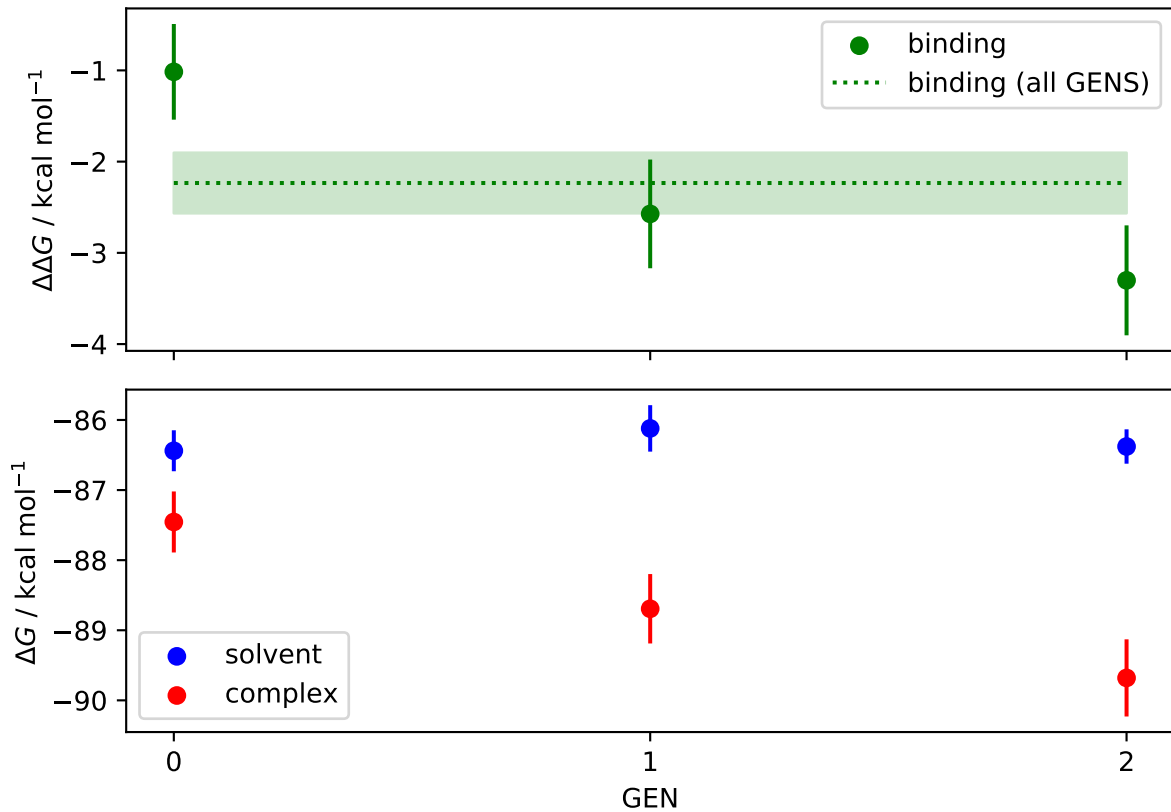 binding
binding (all GENS)
ΔΔG / kcal mol⁻¹
−1
−2
−3
−4
solvent
complex
ΔG / kcal mol⁻¹
−86
−87
−88
−89
−90
0 1 2
GEN